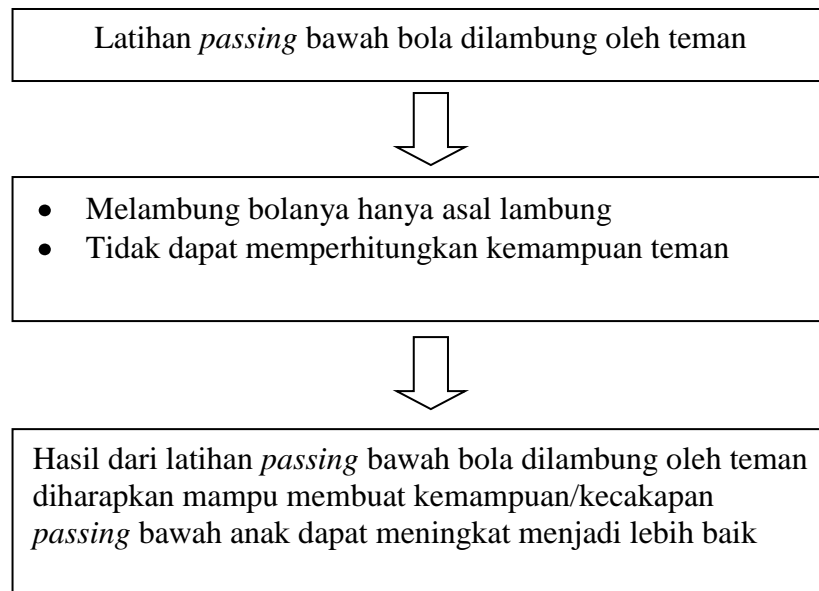 Latihan passing bawah bola dilambung oleh teman
● Melambung bolanya hanya asal lambung
● Tidak dapat memperhitungkan kemampuan teman
Hasil dari latihan passing bawah bola dilambung oleh teman
diharapkan mampu membuat kemampuan/kecakapan
passing bawah anak dapat meningkat menjadi lebih baik